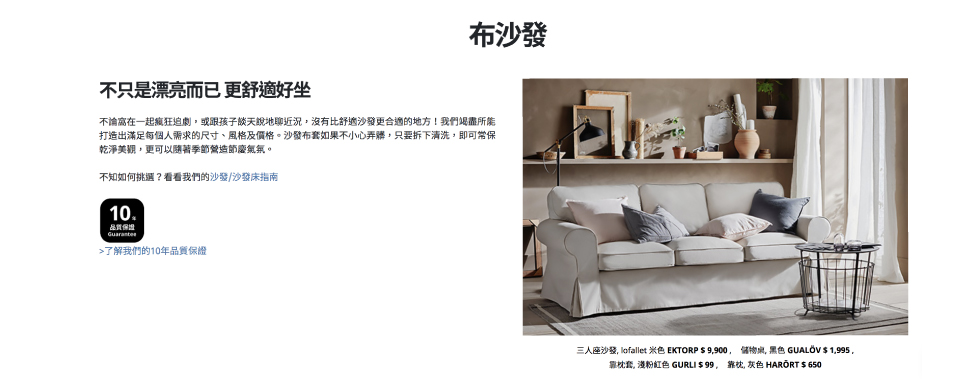 布沙發
不只是漂亮而已 更舒適好坐
不論窩在一起瘋狂追劇，或跟孩子談天說地聊近況，沒有比舒適沙發更合適的地方！我們竭盡所能
打造出滿足每個人需求的尺寸、風格及價格。沙發布套如果不小心弄髒，只要拆下清洗，即可常保
乾淨美觀，更可以隨著季節營造節慶氣氛。
不知如何挑選？看看我們的沙發/沙發床指南
10年
品質保證
Guarantee
>了解我們的10年品質保證
三人座沙發, lofallet 米色 EKTORP $ 9,900 ,　儲物桌, 黑色 GUALÖV $ 1,995 ,
靠枕套, 淺粉紅色 GURLI $ 99 ,　靠枕, 灰色 HARÖRT $ 650